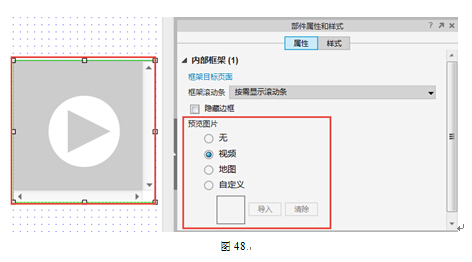 部件属性和样式
属性 样式
内部框架 (1)
框架目标页面
框架滚动条 按需显示滚动条
隐藏边框
预览图片
无
视频
地图
自定义
导入 清除
图 48.